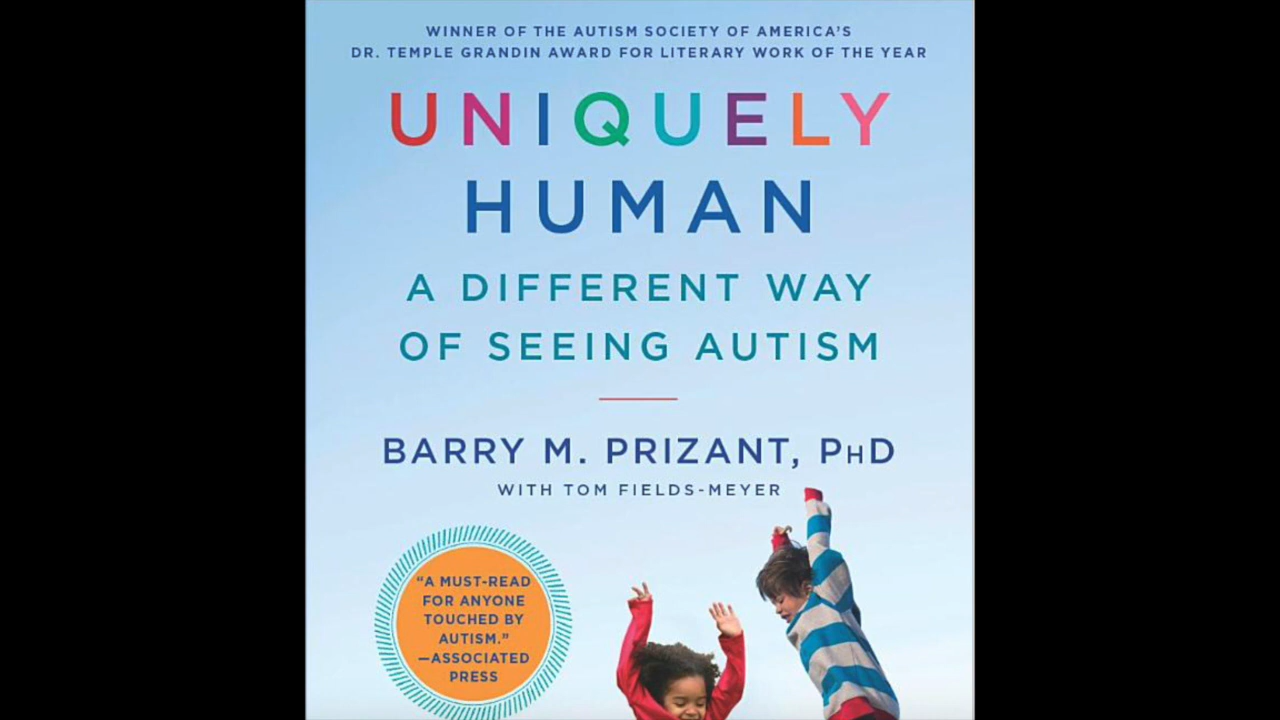 WINNER OF THE AUTISM SOCIETY OF AMERICA'S
DR. TEMPLE GRANDIN AWARD FOR LITERARY WORK OF THE YEAR
UNIQUELY
HUMAN
A DIFFERENT WAY
OF SEEING AUTISM
BARRY M. PRIZANT, PHD
WITH TOM FIELDS-MEYER
"A MUST-READ
FOR ANYONE
TOUCHED BY
AUTISM."
—ASSOCIATED
PRESS